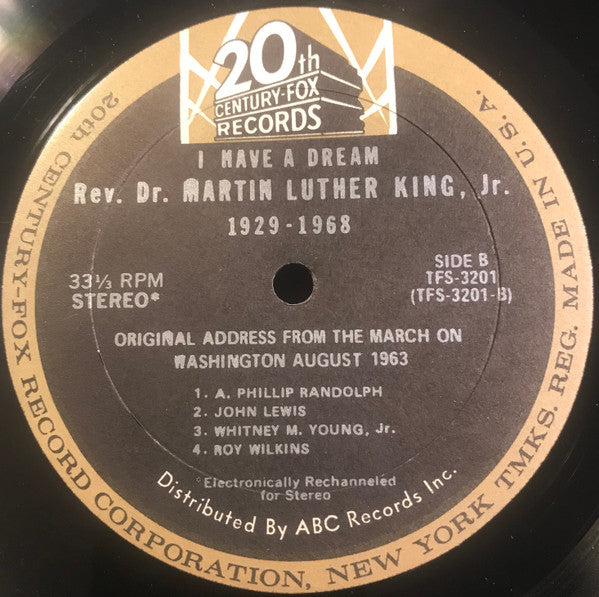 20th
CENTURY-FOX
RECORDS
I HAVE A DREAM
Rev. Dr. MARTIN LUTHER KING, Jr.
1929-1968
33⅓ RPM
STEREO*
SIDE B
TFS-3201
(TFS-3201-B)
ORIGINAL ADDRESS FROM THE MARCH ON
WASHINGTON AUGUST 1963
1. A. PHILLIP RANDOLPH
2. JOHN LEWIS
3. WHITNEY M. YOUNG, Jr.
4. ROY WILKINS
*Electronically Rechanneled
for Stereo
Distributed By ABC Records Inc.
20th CENTURY-FOX RECORD CORPORATION, NEW YORK TMKS. REG. MADE IN U.S.A.